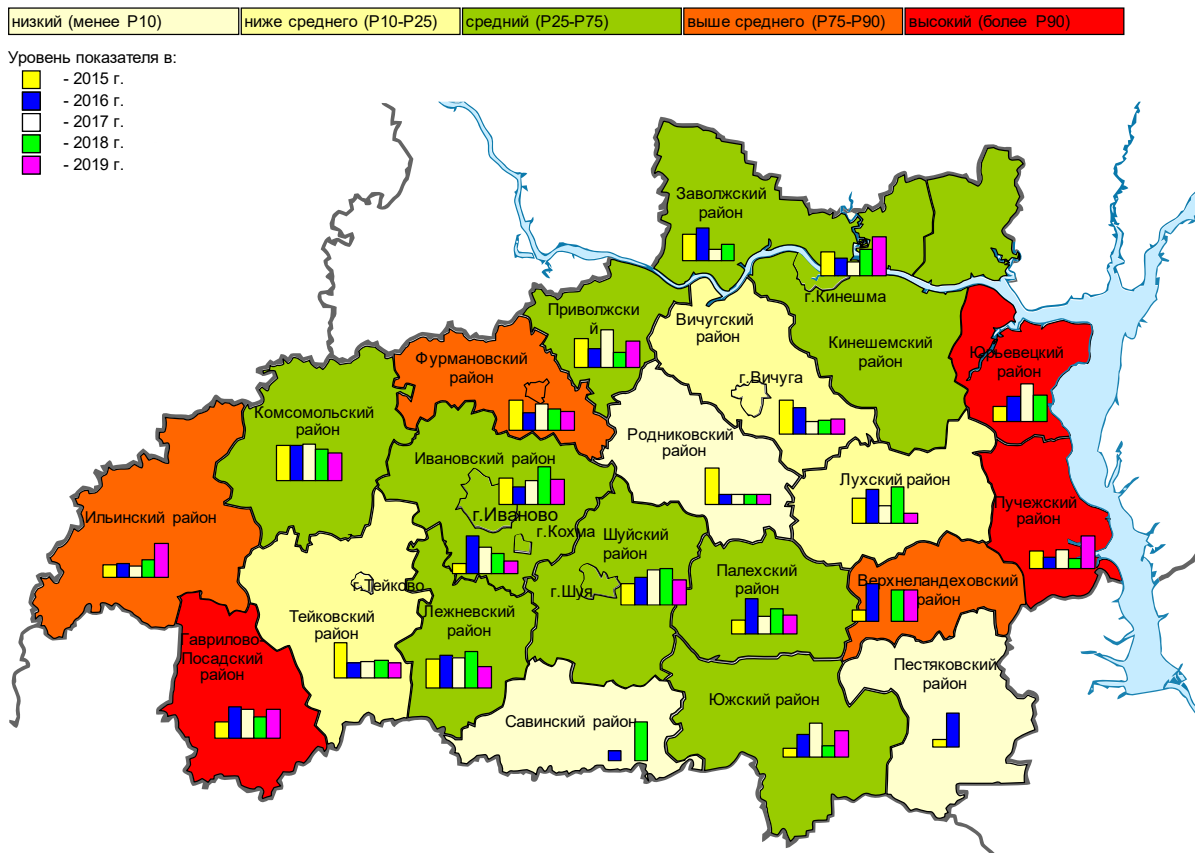 низкий (менее P10) ниже среднего (P10-P25) средний (P25-P75) выше среднего (P75-P90) высокий (более P90)
Уровень показателя в:
- 2015 г.
- 2016 г.
- 2017 г.
- 2018 г.
- 2019 г.
Заволжский
район
г.Кинешма
Приволжский
й
Вичугский
район
Кинешемский
район
Юрьевецкий
район
Фурмановский
район
г.Вичуга
Комсомольский
район
Родниковский
район
Ивановский район
Лухский район
Пучежский
район
Ильинский район
г.Иваново
г.Кохма
Шуйский
район
Палехский
район
Верхнеландеховский
район
г.Тейково
г.Шуя
Тейковский
район
Лежневский
район
Гаврилово-
Посадский
район
Пестяковский
район
Савинский район
Южский район